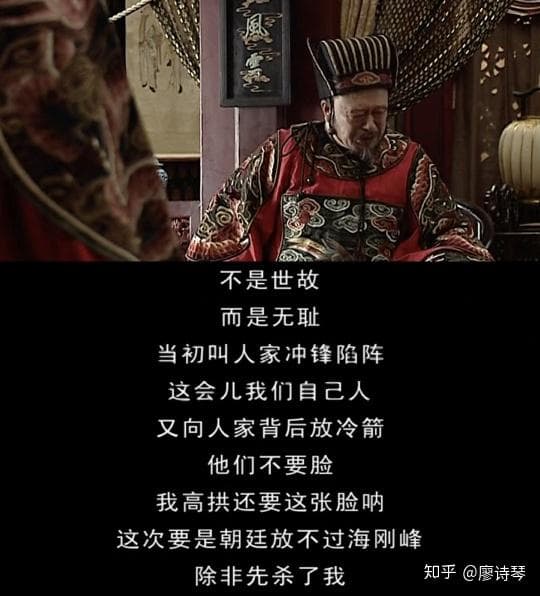 風
不是世故
而是无耻
当初叫人家冲锋陷阵
这会儿我们自己人
又向人家背后放冷箭
他们不要脸
我高拱还要这张脸呐
这次要是朝廷放不过海刚峰
除非先杀了我
知乎 @廖诗琴